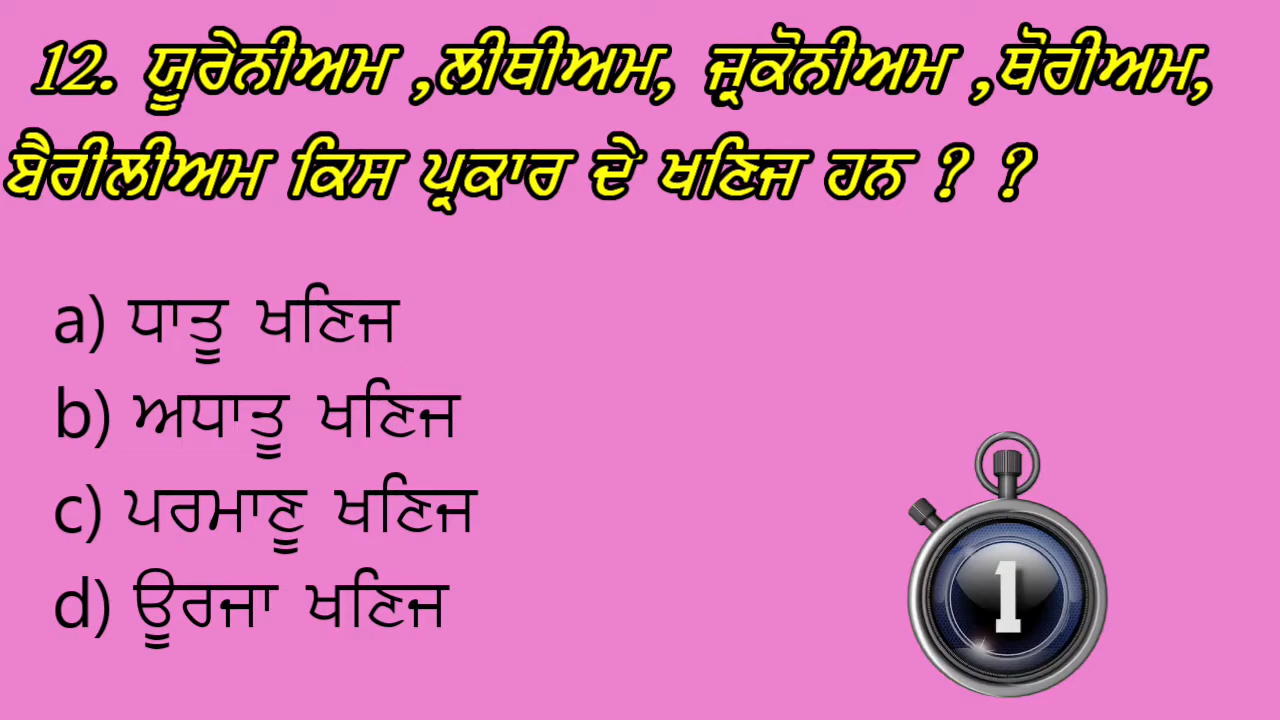 12. ਯੂਰੇਨੀਅਮ ,ਲੀਥੀਅਮ, ਜ਼੍ਰਕੋਨੀਅਮ ,ਥੋਰੀਅਮ,
ਬੈਰੀਲੀਅਮ ਕਿਸ ਪ੍ਰਕਾਰ ਦੇ ਖਣਿਜ ਹਨ ? ?
a) ਧਾਤੂ ਖਣਿਜ
b) ਅਧਾਤੂ ਖਣਿਜ
c) ਪਰਮਾਣੂ ਖਣਿਜ
d) ਊਰਜਾ ਖਣਿਜ
1